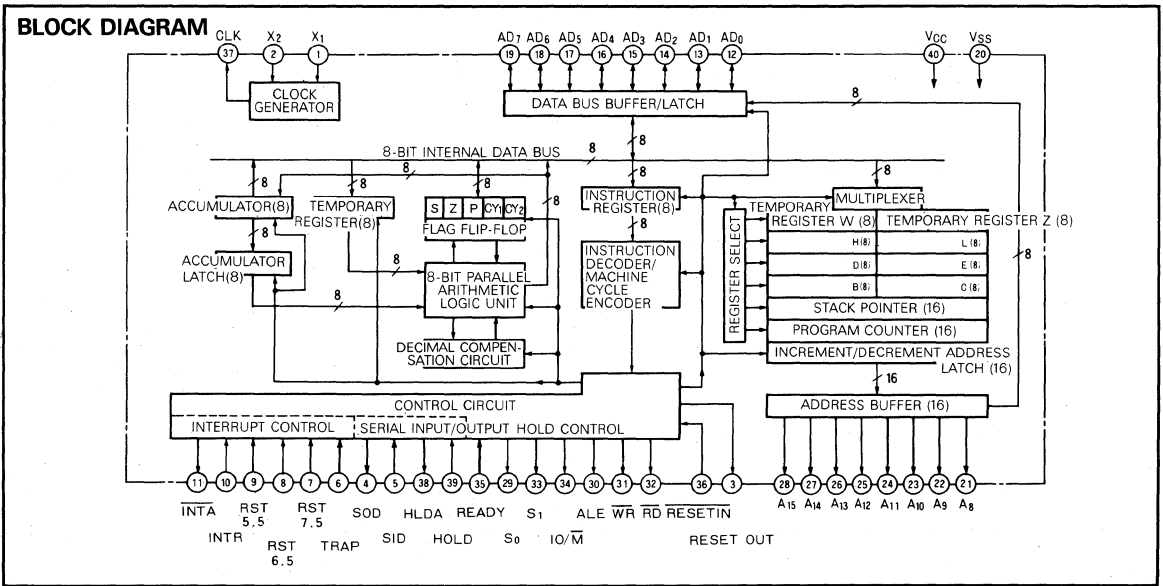 BLOCK DIAGRAM
CLK X2 X1 AD7 AD6 AD5 AD4 AD3 AD2 AD1 AD0 VCC VSS
37 2 1 19 18 17 16 15 14 13 12 40 20
CLOCK
GENERATOR
DATA BUS BUFFER/LATCH
8
8
8-BIT INTERNAL DATA BUS
8
8
8
8
8
8
8
8
ACCUMULATOR(8)
TEMPORARY
REGISTER(8)
S Z P CY1 CY2
FLAG FLIP-FLOP
INSTRUCTION
REGISTER(8)
MULTIPLEXER
TEMPORARY
REGISTER W (8)
TEMPORARY REGISTER Z (8)
8
8
ACCUMULATOR
LATCH(8)
8
8
8-BIT PARALLEL
ARITHMETIC
LOGIC UNIT
INSTRUCTION
DECODER/
MACHINE
CYCLE
ENCODER
REGISTER SELECT
H(8) L(8)
D(8) E(8)
B(8) C(8)
8
STACK POINTER (16)
PROGRAM COUNTER (16)
DECIMAL COMPEN-
SATION CIRCUIT
INCREMENT/DECREMENT ADDRESS
LATCH (16)
16
CONTROL CIRCUIT
ADDRESS BUFFER (16)
INTERRUPT CONTROL
SERIAL INPUT/OUTPUT HOLD CONTROL
11 10 9 8 7 6 4 5 38 39 35 29 33 34 30 31 32 36 3 28 27 26 25 24 23 22 21
A15 A14 A13 A12 A11 A10 A9 A8
INTA
INTR
RST
5.5
RST
6.5
RST
7.5
TRAP
SOD
SID
HLDA
HOLD
READY
S0
S1
IO/M
ALE
WR
RD
RESETIN
RESET OUT